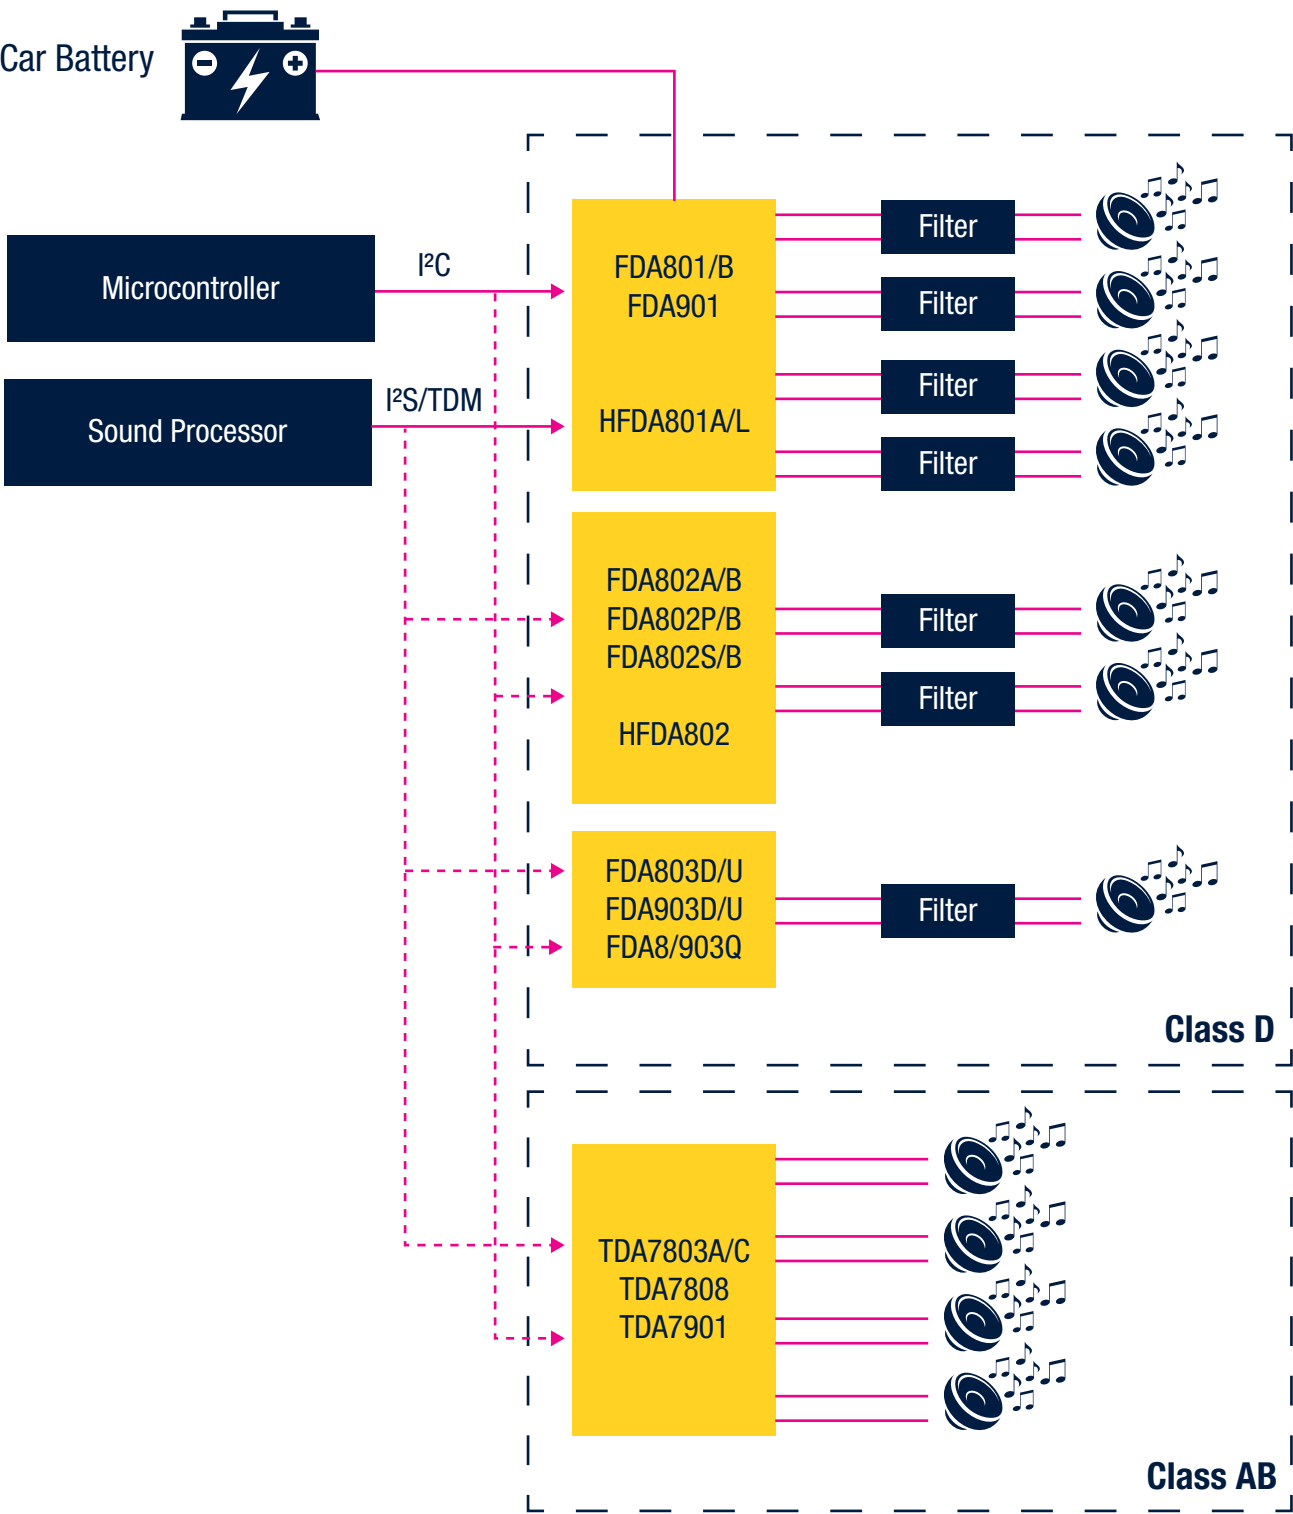 Car Battery
Microcontroller
I²C
Sound Processor
I²S/TDM
FDA801/B
FDA901
HFDA801A/L
Filter
Filter
Filter
Filter
FDA802A/B
FDA802P/B
FDA802S/B
HFDA802
Filter
Filter
FDA803D/U
FDA903D/U
FDA8/903Q
Filter
Class D
TDA7803A/C
TDA7808
TDA7901
Class AB